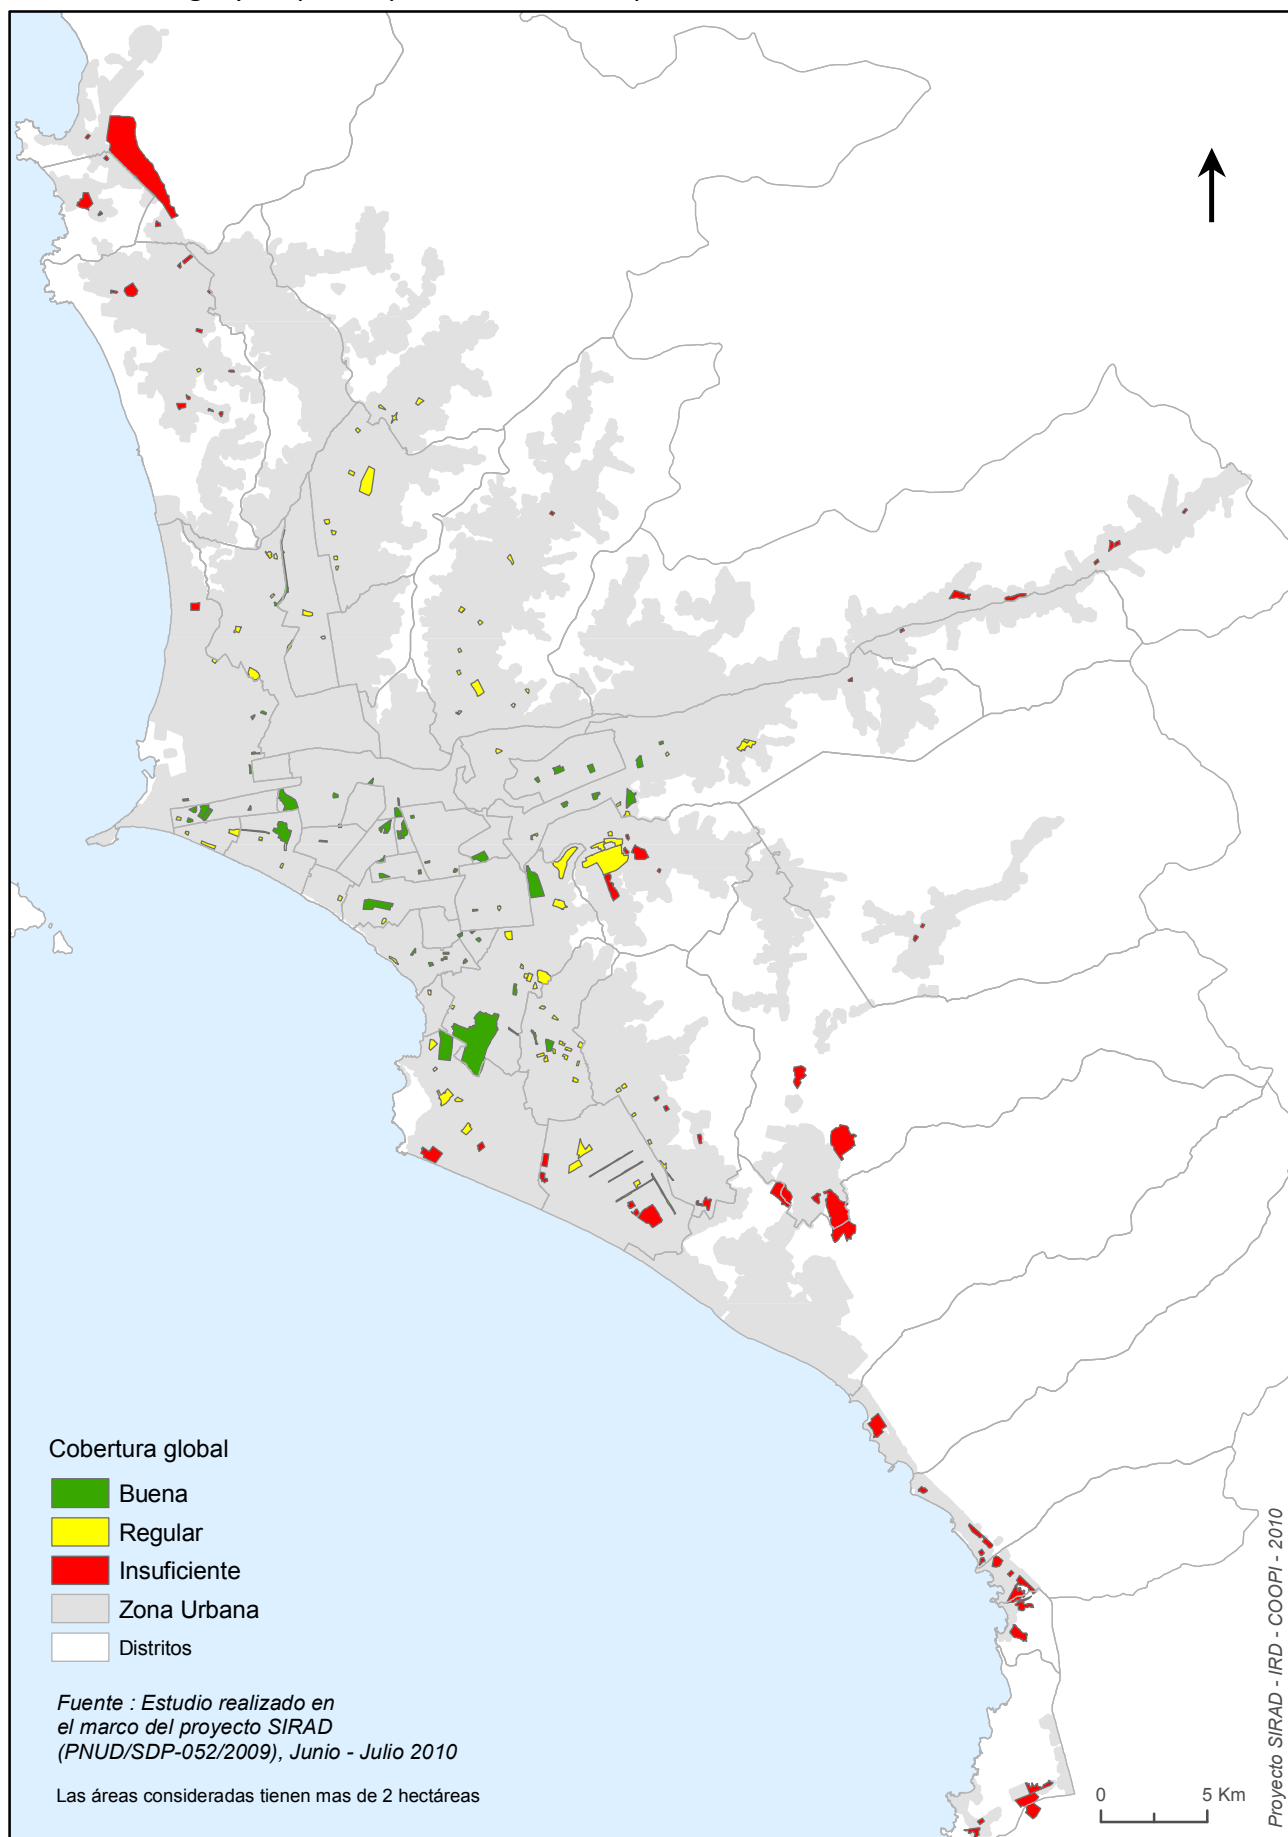 Cobertura global
Buena
Regular
Insuficiente
Zona Urbana
Distritos
Fuente : Estudio realizado en
el marco del proyecto SIRAD
(PNUD/SDP-052/2009), Junio - Julio 2010
Las áreas consideradas tienen mas de 2 hectáreas
0 5 Km
Proyecto SIRAD - IRD - COOPI - 2010